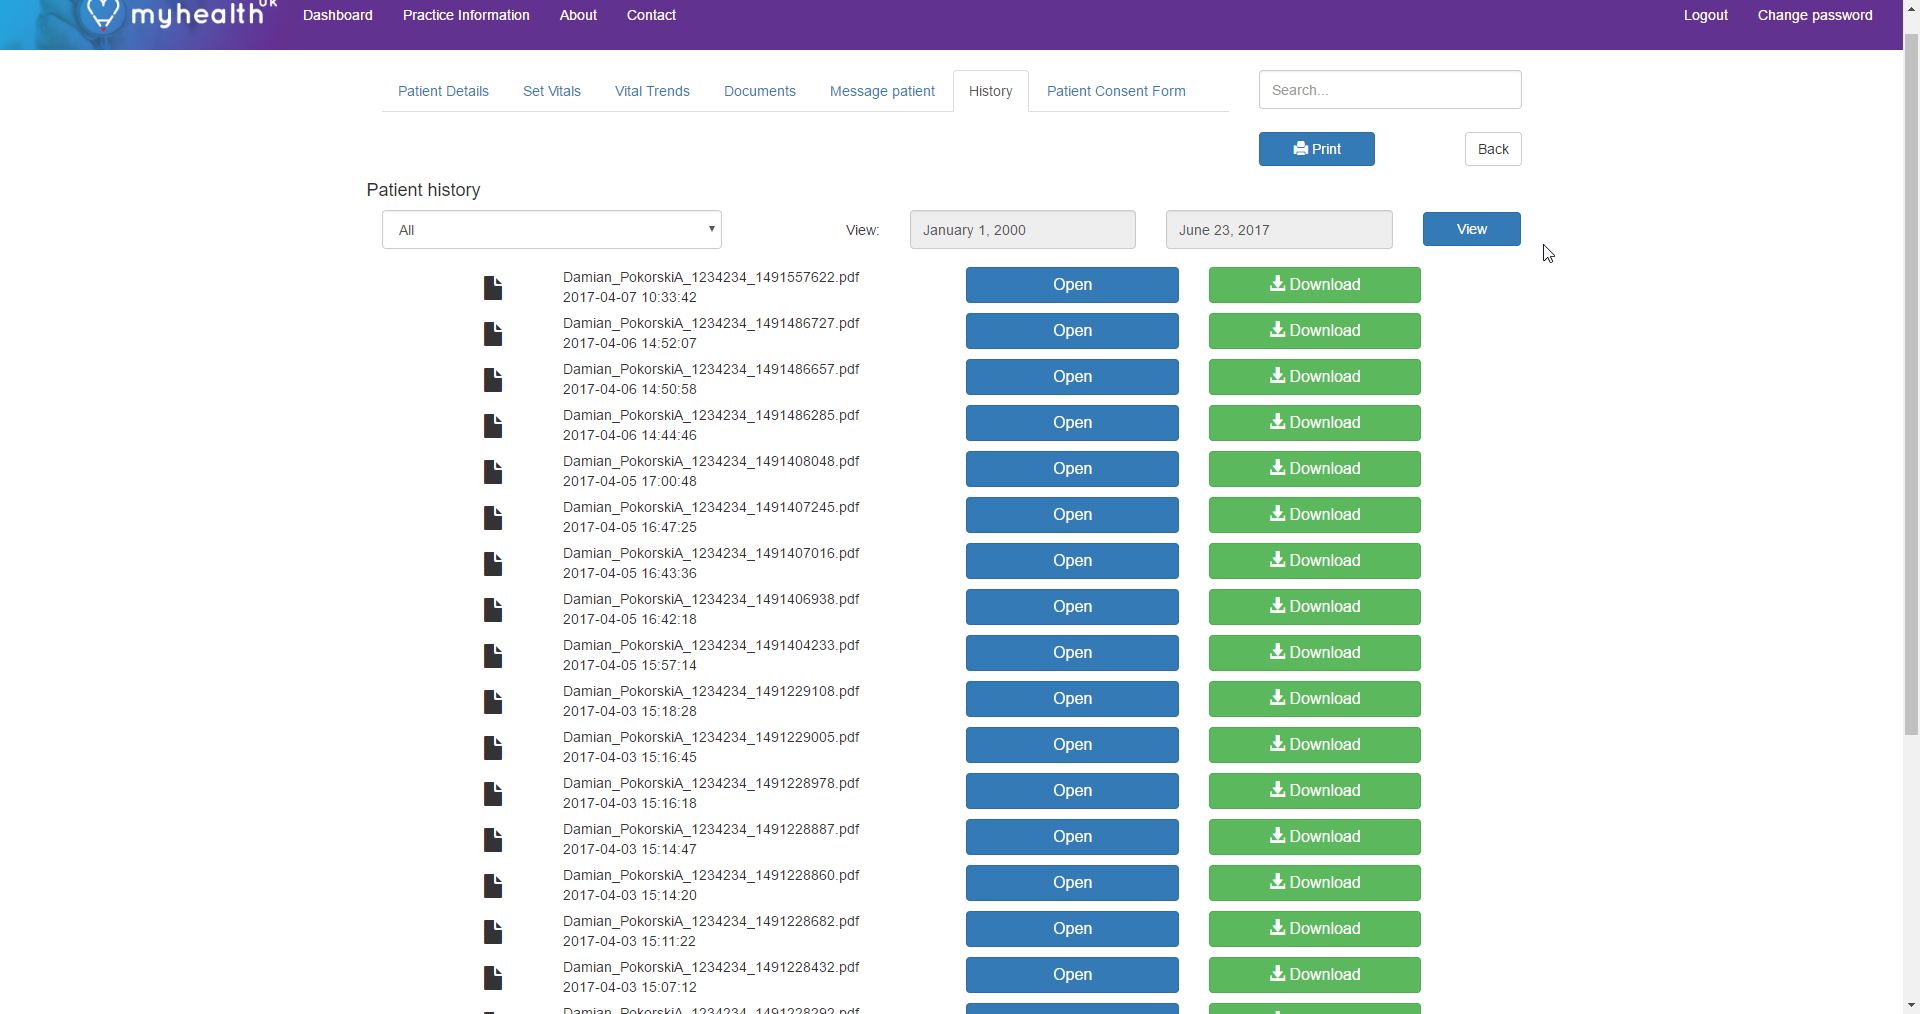 myhealthUK Dashboard Practice Information About Contact Logout Change password
Patient Details Set Vitals Vital Trends Documents Message patient History Patient Consent Form Search...
Print Back
Patient history
All View: January 1, 2000 June 23, 2017 View
Damian_PokorskiA_1234234_1491557622.pdf
2017-04-07 10:33:42
Open Download
Damian_PokorskiA_1234234_1491486727.pdf
2017-04-06 14:52:07
Open Download
Damian_PokorskiA_1234234_1491486657.pdf
2017-04-06 14:50:58
Open Download
Damian_PokorskiA_1234234_1491486285.pdf
2017-04-06 14:44:46
Open Download
Damian_PokorskiA_1234234_1491408048.pdf
2017-04-05 17:00:48
Open Download
Damian_PokorskiA_1234234_1491407245.pdf
2017-04-05 16:47:25
Open Download
Damian_PokorskiA_1234234_1491407016.pdf
2017-04-05 16:43:36
Open Download
Damian_PokorskiA_1234234_1491406938.pdf
2017-04-05 16:42:18
Open Download
Damian_PokorskiA_1234234_1491404233.pdf
2017-04-05 15:57:14
Open Download
Damian_PokorskiA_1234234_1491229108.pdf
2017-04-03 15:18:28
Open Download
Damian_PokorskiA_1234234_1491229005.pdf
2017-04-03 15:16:45
Open Download
Damian_PokorskiA_1234234_1491228978.pdf
2017-04-03 15:16:18
Open Download
Damian_PokorskiA_1234234_1491228887.pdf
2017-04-03 15:14:47
Open Download
Damian_PokorskiA_1234234_1491228860.pdf
2017-04-03 15:14:20
Open Download
Damian_PokorskiA_1234234_1491228682.pdf
2017-04-03 15:11:22
Open Download
Damian_PokorskiA_1234234_1491228432.pdf
2017-04-03 15:07:12
Open Download
Damian_PokorskiA_1234234_1491228292.pdf